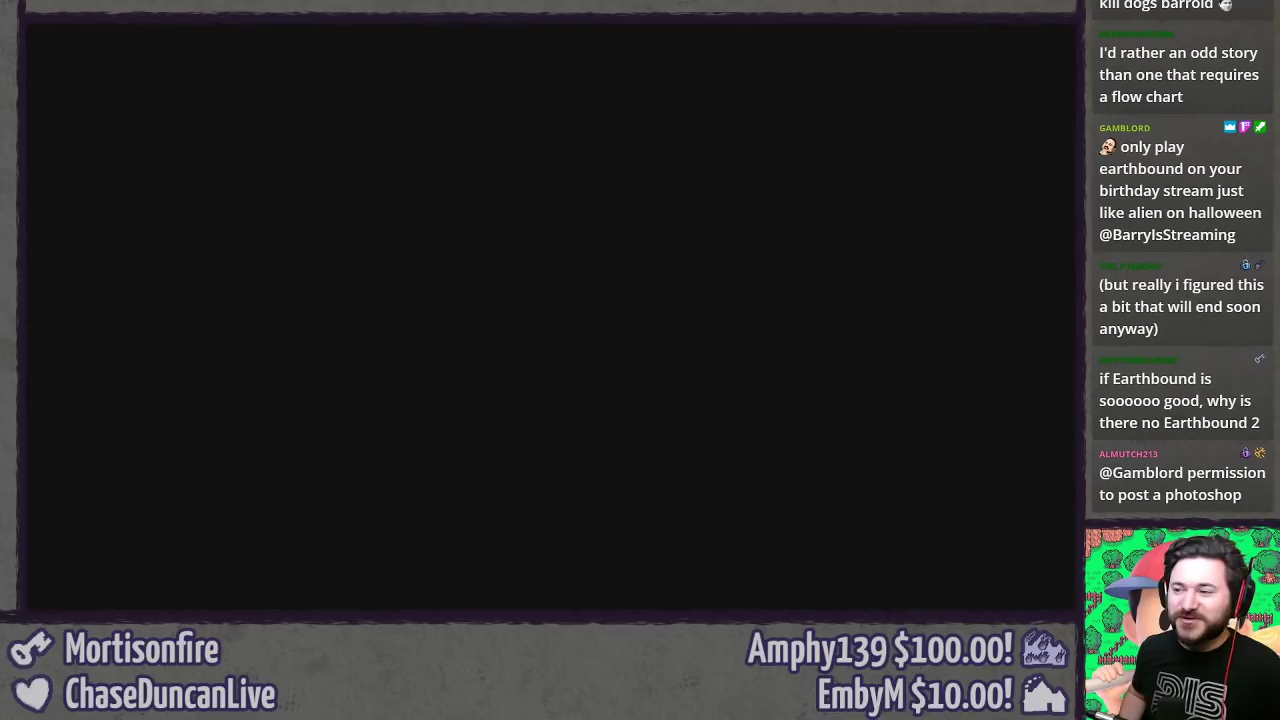 kill dogs barroid
I'd rather an odd story
than one that requires
a flow chart
GAMBLORD
only play
earthbound on your
birthday stream just
like alien on halloween
@BarryIsStreaming
(but really i figured this
a bit that will end soon
anyway)
if Earthbound is
soooooo good, why is
there no Earthbound 2
ALMUTCH213
@Gamblord permission
to post a photoshop
Mortisonfire
ChaseDuncanLive
Amphy139 $100.00!
EmbyM $10.00!